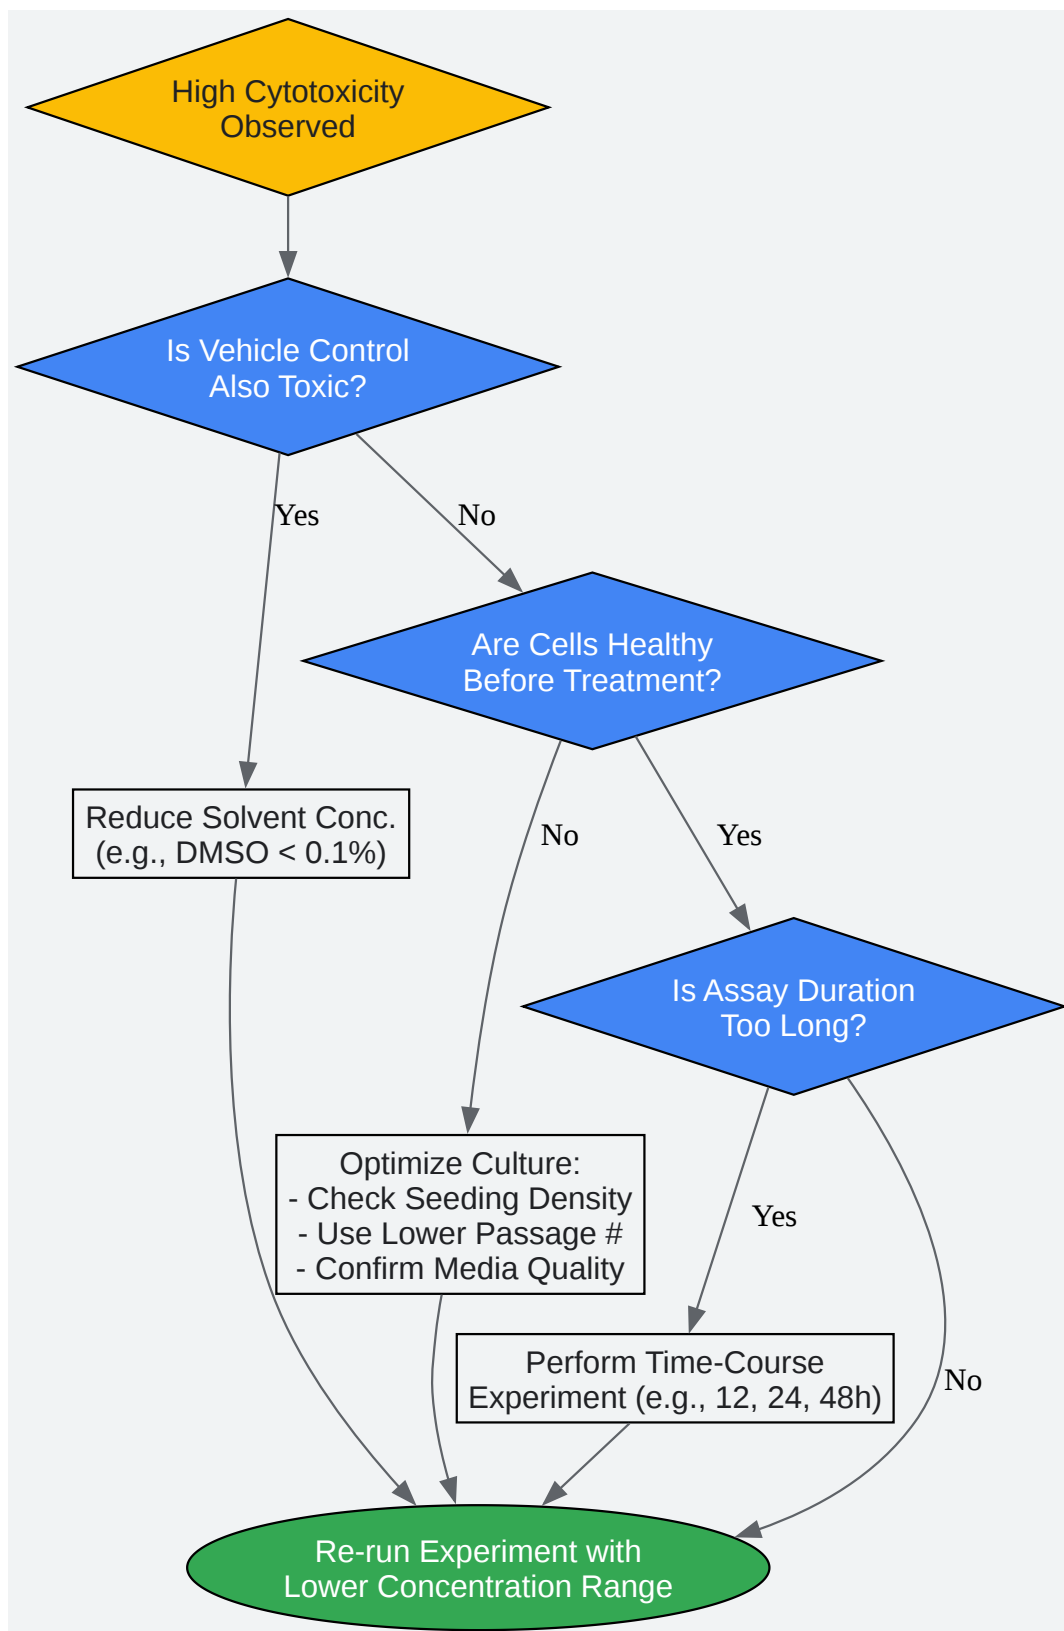 High Cytotoxicity
Observed
Is Vehicle Control
Also Toxic?
Yes
No
Are Cells Healthy
Before Treatment?
Reduce Solvent Conc.
(e.g., DMSO < 0.1%)
No
Yes
Is Assay Duration
Too Long?
Optimize Culture:
- Check Seeding Density
- Use Lower Passage #
- Confirm Media Quality
Yes
Perform Time-Course
Experiment (e.g., 12, 24, 48h)
No
Re-run Experiment with
Lower Concentration Range